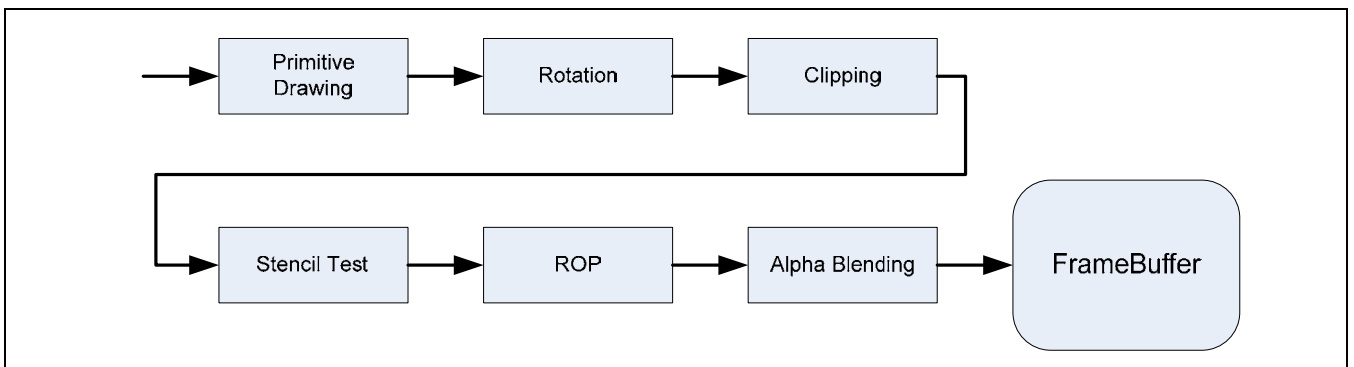 Primitive
Drawing
Rotation
Clipping
Stencil Test
ROP
Alpha Blending
FrameBuffer